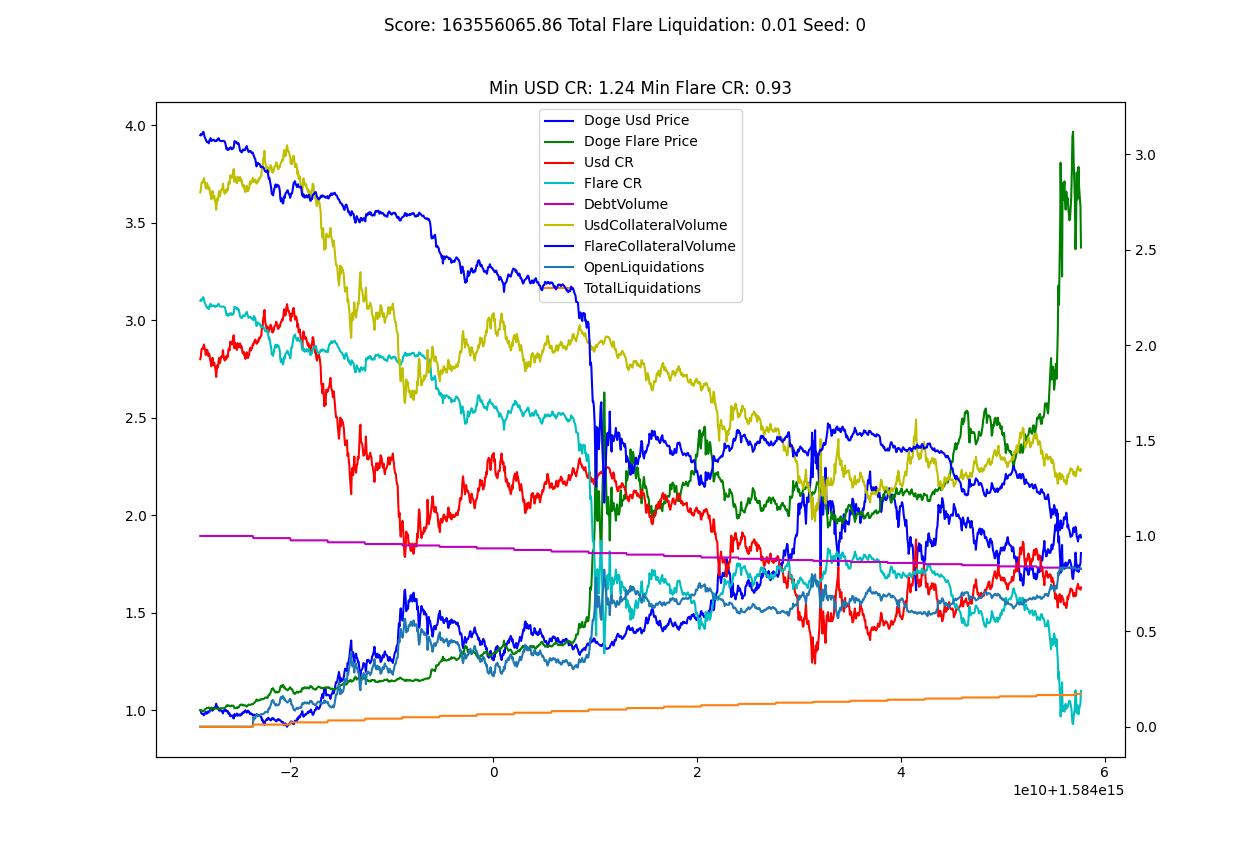 Score: 163556065.86 Total Flare Liquidation: 0.01 Seed: 0
Min USD CR: 1.24 Min Flare CR: 0.93
Doge Usd Price
Doge Flare Price
Usd CR
Flare CR
DebtVolume
UsdCollateralVolume
FlareCollateralVolume
OpenLiquidations
TotalLiquidations
4.0
3.5
3.0
2.5
2.0
1.5
1.0
3.0
2.5
2.0
1.5
1.0
0.5
0.0
−2 0 2 4 6
1e10+1.584e15